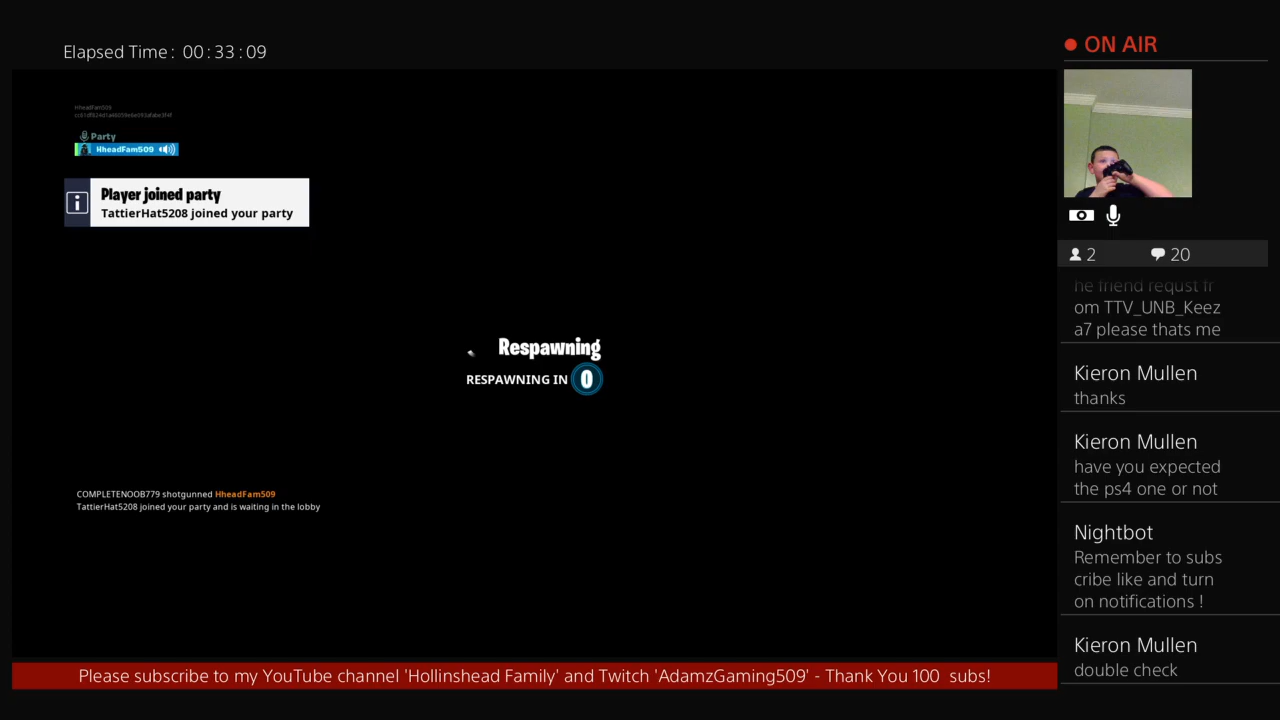 Elapsed Time: 00:33:09
ON AIR
HheadFam509
Party
HheadFam509
Player joined party
TattierHat5208 joined your party
2
20
he friend requst fr
om TTV_UNB_Keez
a7 please thats me
Kieron Mullen
thanks
Respawning
RESPAWNING IN 0
Kieron Mullen
have you expected
the ps4 one or not
COMPLETENOOB779 shotgunned HheadFam509
TattierHat5208 joined your party and is waiting in the lobby
Nightbot
Remember to subs
cribe like and turn
on notifications !
Kieron Mullen
double check
Please subscribe to my YouTube channel 'Hollinshead Family' and Twitch 'AdamzGaming509' - Thank You 100 subs!